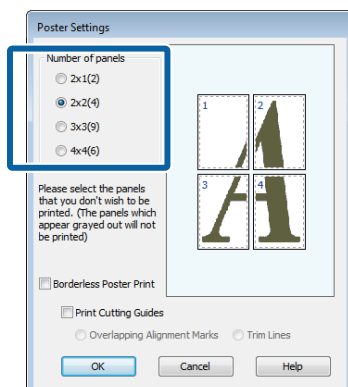 Poster Settings
Number of panels
2x1(2)
2x2(4)
3x3(9)
4x4(6)
1
2
3
4
Please select the panels
that you don't wish to be
printed. (The panels which
appear grayed out will not
be printed)
Borderless Poster Print
Print Cutting Guides
Overlapping Alignment Marks
Trim Lines
OK
Cancel
Help